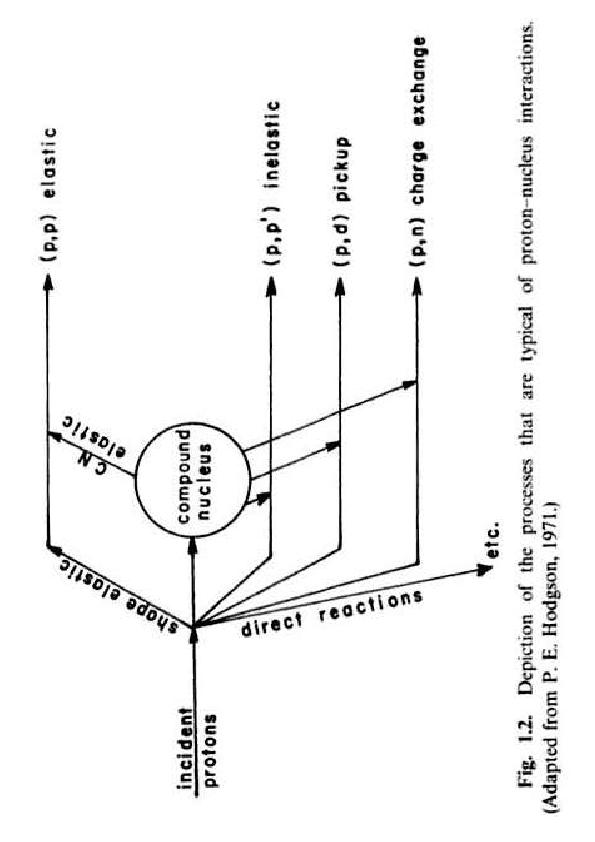 (p,p) elastic
shape elastic
C N
elastic
incident
protons
compound
nucleus
(p,p') inelastic
(p,d) pickup
(p,n) charge exchange
direct reactions
etc.
Fig. 1.2. Depiction of the processes that are typical of proton–nucleus interactions.
(Adapted from P. E. Hodgson, 1971.)